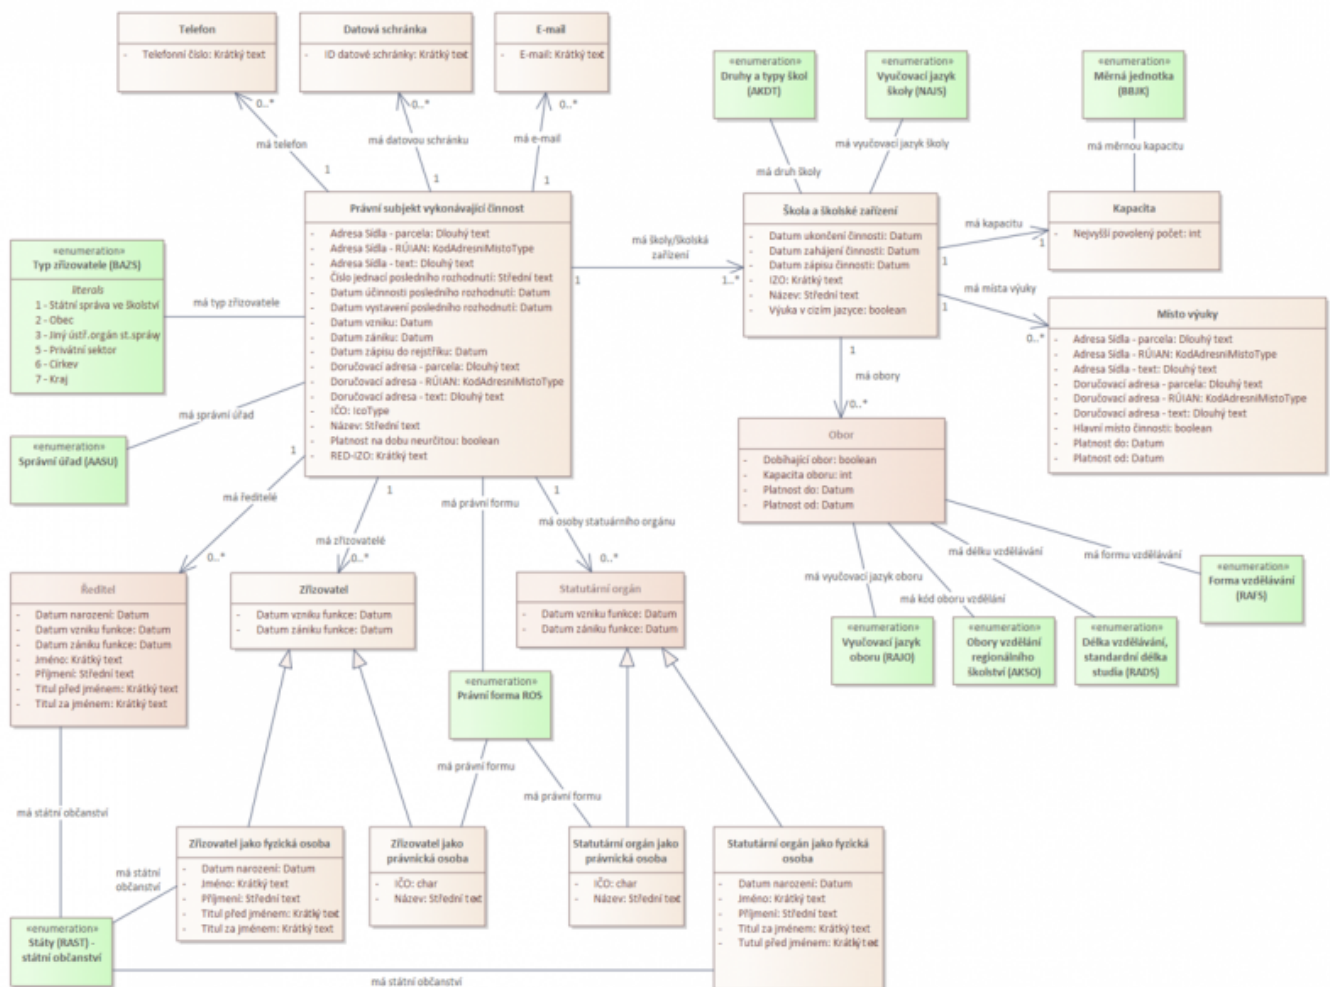 Telefon
- Telefonní číslo: Krátký text
Datová schránka
- ID datové schránky: Krátký text
E-mail
- E-mail: Krátký text
«enumeration»
Druhy a typy škol
(AKDT)
«enumeration»
Vyučovací jazyk
školy (NAJS)
«enumeration»
Měrná jednotka
(BBJK)
0..*
0..*
0..*
má telefon
má datovou schránku
má e-mail
má druh školy
má vyučovací jazyk školy
má měrnou kapacitu
1
1
1
Právní subjekt vykonávající činnost
- Adresa Sídla - parcela: Dlouhý text
- Adresa Sídla - RÚIAN: KodAdresniMistoType
- Adresa Sídla - text: Dlouhý text
- Číslo jednací posledního rozhodnutí: Střední text
- Datum účinnosti posledního rozhodnutí: Datum
- Datum vystavení posledního rozhodnutí: Datum
- Datum vzniku: Datum
- Datum zániku: Datum
- Datum zápisu do rejstříku: Datum
- Doručovací adresa - parcela: Dlouhý text
- Doručovací adresa - RÚIAN: KodAdresniMistoType
- Doručovací adresa - text: Dlouhý text
- IČO: IcoType
- Název: Střední text
- Platnost na dobu neurčitou: boolean
- RED-IZO: Krátký text
má školy/školská
zařízení
1
1..*
Škola a školské zařízení
- Datum ukončení činnosti: Datum
- Datum zahájení činnosti: Datum
- Datum zápisu činnosti: Datum
- IZO: Krátký text
- Název: Střední text
- Výuka v cizím jazyce: boolean
má kapacitu
1
1
Kapacita
- Nejvyšší povolený počet: int
má místa výuky
1
0..*
Místo výuky
- Adresa Sídla - parcela: Dlouhý text
- Adresa Sídla - RÚIAN: KodAdresniMistoType
- Adresa Sídla - text: Dlouhý text
- Doručovací adresa - parcela: Dlouhý text
- Doručovací adresa - RÚIAN: KodAdresniMistoType
- Doručovací adresa - text: Dlouhý text
- Hlavní místo činnosti: boolean
- Platnost do: Datum
- Platnost od: Datum
«enumeration»
Typ zřizovatele (BAZS)
literals
1 - Státní správa ve školství
2 - Obec
3 - Jiný ústř.orgán st.správy
5 - Privátní sektor
6 - Církev
7 - Kraj
má typ zřizovatele
má správní úřad
«enumeration»
Správní úřad (AASU)
1
má obory
0..*
Obor
- Dobíhající obor: boolean
- Kapacita oboru: int
- Platnost do: Datum
- Platnost od: Datum
1
má ředitelé
0..*
1
má zřizovatelé
0..*
má právní formu
1
má osoby statuárního orgánu
0..*
má vyučovací jazyk oboru
má kód oboru vzdělání
má délku vzdělávání
má formu vzdělávání
«enumeration»
Forma vzdělávání
(RAFS)
«enumeration»
Vyučovací jazyk
oboru (RAJO)
«enumeration»
Obory vzdělání
regionálního
školství (AKSO)
«enumeration»
Délka vzdělávání,
standardní délka
studia (RADS)
Ředitel
- Datum narození: Datum
- Datum vzniku funkce: Datum
- Datum zániku funkce: Datum
- Jméno: Krátký text
- Příjmení: Střední text
- Titul před jménem: Krátký text
- Titul za jménem: Krátký text
Zřizovatel
- Datum vzniku funkce: Datum
- Datum zániku funkce: Datum
Statutární orgán
- Datum vzniku funkce: Datum
- Datum zániku funkce: Datum
«enumeration»
Právní forma ROS
má právní formu
má právní formu
má státní občanství
má státní
občanství
Zřizovatel jako fyzická osoba
- Datum narození: Datum
- Jméno: Krátký text
- Příjmení: Střední text
- Titul před jménem: Krátký text
- Titul za jménem: Krátký text
Zřizovatel jako
právnická osoba
- IČO: char
- Název: Střední text
Statutární orgán jako
právnická osoba
- IČO: char
- Název: Střední text
Statutární orgán jako fyzická
osoba
- Datum narození: Datum
- Jméno: Krátký text
- Příjmení: Střední text
- Titul za jménem: Krátký text
- Tutul před jménem: Krátký text
«enumeration»
Státy (RAST) -
státní občanství
má státní občanství